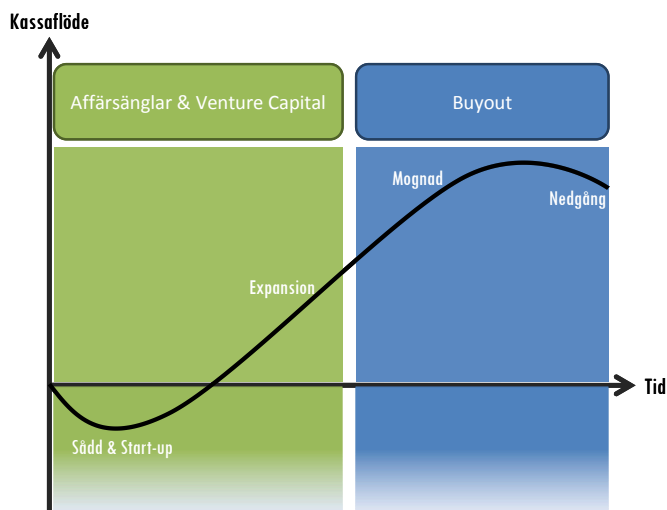 Kassaflöde
Affärsänglar & Venture Capital
Buyout
Mognad
Nedgång
Expansion
Tid
Sådd & Start-up